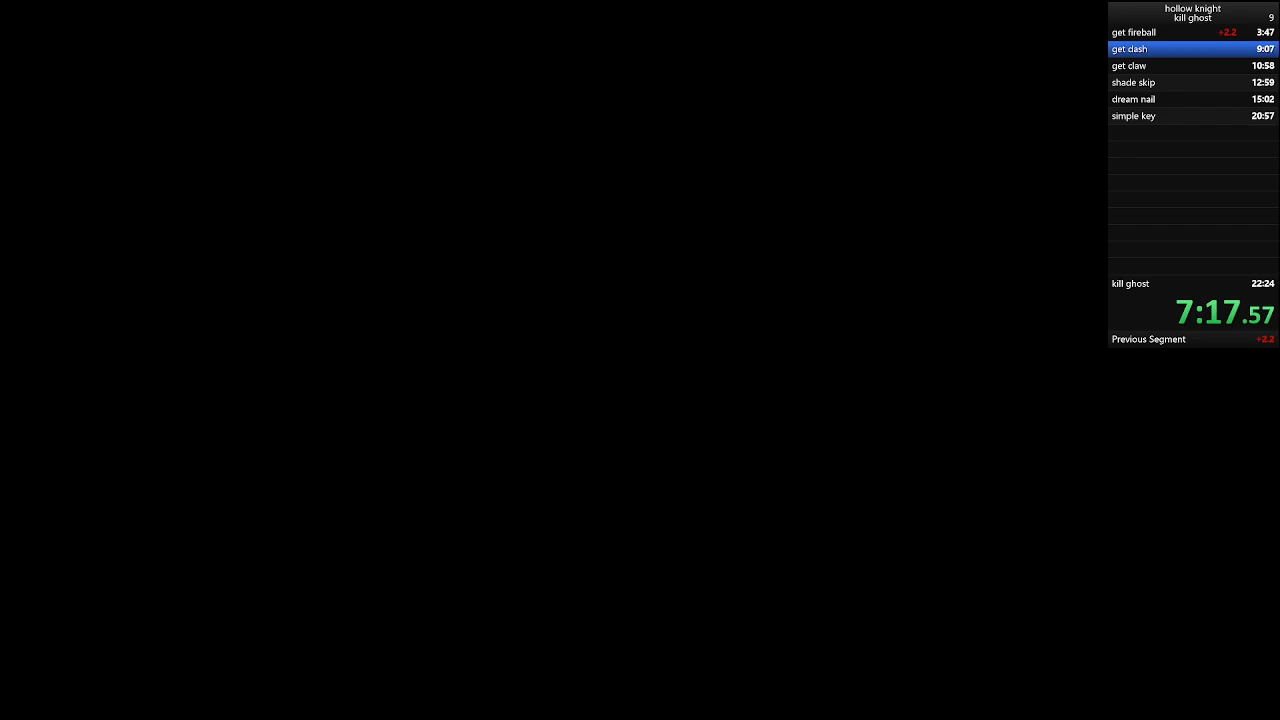 hollow knight
kill ghost 9
get fireball +2.2 3:47
get dash 9:07
get claw 10:58
shade skip 12:59
dream nail 15:02
simple key 20:57
kill ghost 22:24
7:17.57
Previous Segment +2.2